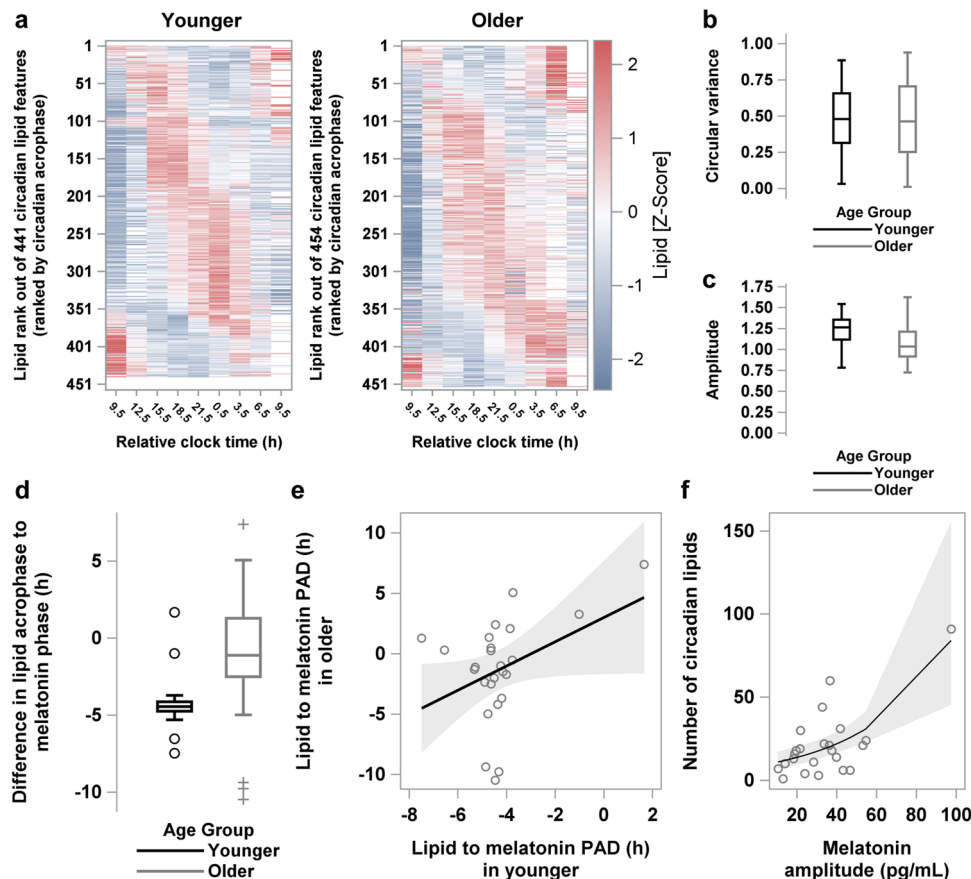 a
Younger
Older
Lipid rank out of 441 circadian lipid features
(ranked by circadian acrophase)
1
51
101
151
201
251
301
351
401
451
9.5
12.5
15.5
18.5
21.5
0.5
3.5
6.5
9.5
Relative clock time (h)
Lipid rank out of 454 circadian lipid features
(ranked by circadian acrophase)
1
51
101
151
201
251
301
351
401
451
9.5
12.5
15.5
18.5
21.5
0.5
3.5
6.5
9.5
Relative clock time (h)
Lipid [Z-Score]
2
1
0
-1
-2
b
Circular variance
1.00
0.75
0.50
0.25
0.00
Age Group
Younger
Older
c
Amplitude
1.75
1.50
1.25
1.00
0.75
0.50
0.25
0.00
Age Group
Younger
Older
d
Difference in lipid acrophase to
melatonin phase (h)
5
0
-5
-10
Age Group
Younger
Older
e
Lipid to melatonin PAD (h)
in older
10
5
0
-5
-10
-8
-6
-4
-2
0
2
Lipid to melatonin PAD (h)
in younger
f
Number of circadian lipids
150
100
50
0
20
40
60
80
100
Melatonin
amplitude (pg/mL)